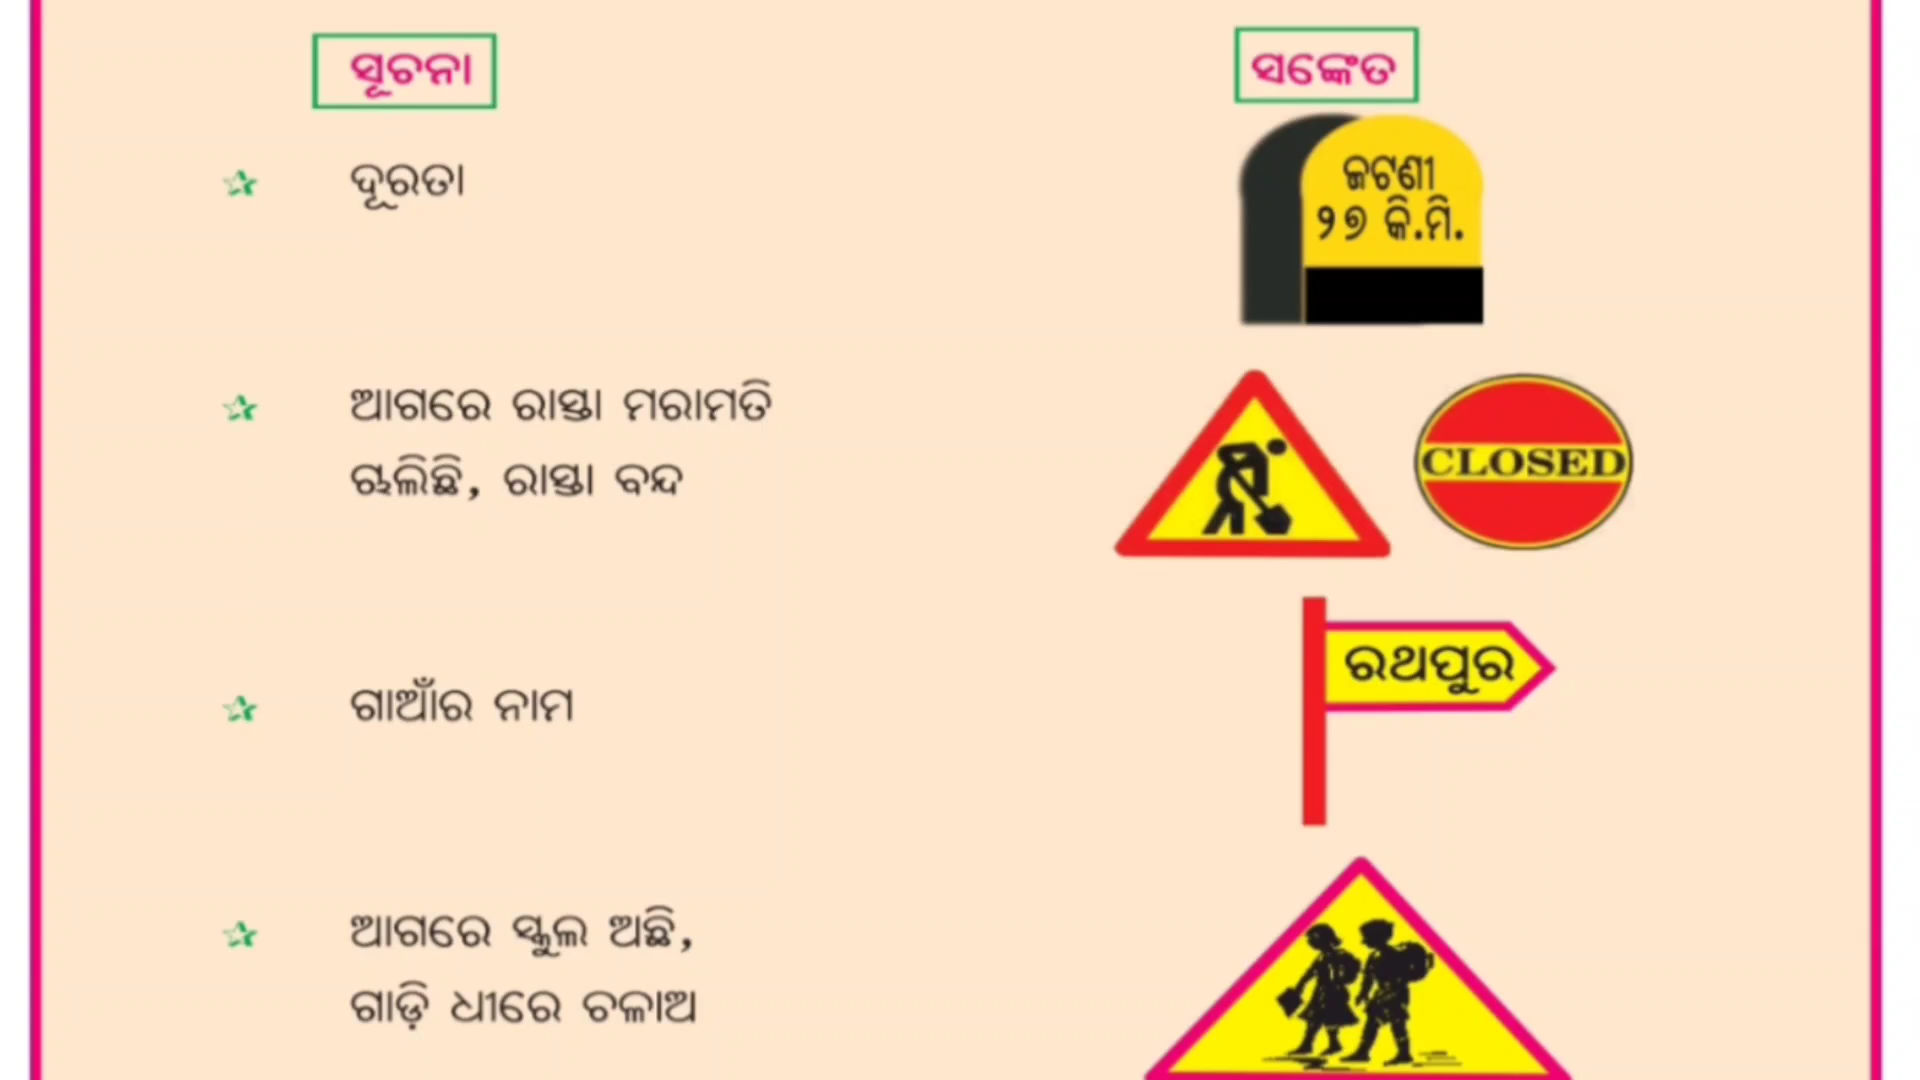 ସୂଚନା
ସଙ୍କେତ
ଦୂରତା
ଜଟଣୀ
୨୭ କି.ମି.
ଆଗରେ ରାସ୍ତା ମରାମତି
ଚାଲିଛି, ରାସ୍ତା ବନ୍ଦ
CLOSED
ଗାଆଁର ନାମ
ରଥପୁର
ଆଗରେ ସ୍କୁଲ ଅଛି,
ଗାଡ଼ି ଧୀରେ ଚଳାଅ